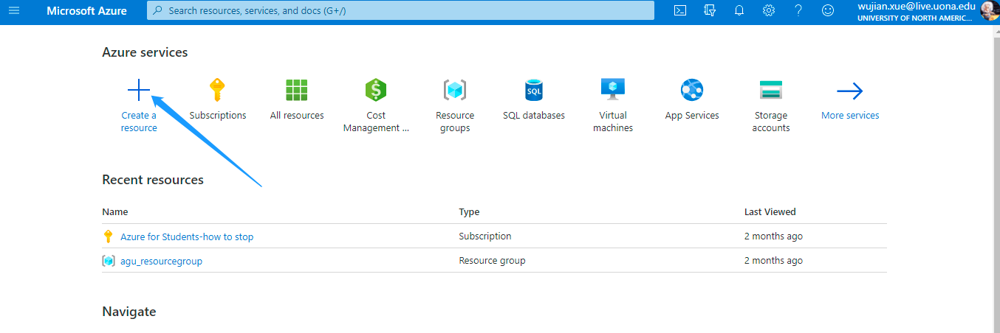 Microsoft Azure
Search resources, services, and docs (G+/)
wujian.xue@live.uona.edu
UNIVERSITY OF NORTH AMERIC...
Azure services
Create a
resource
Subscriptions
All resources
Cost
Management ...
Resource
groups
SQL
SQL databases
Virtual
machines
App Services
Storage
accounts
More services
Recent resources
Name Type Last Viewed
Azure for Students-how to stop Subscription 2 months ago
agu_resourcegroup Resource group 2 months ago
Navigate